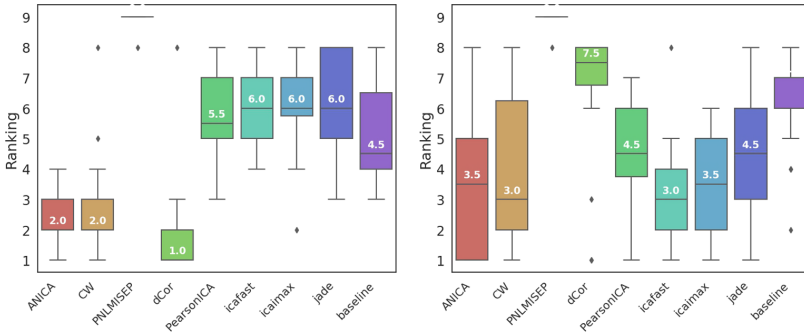 9
8
7
6
5
4
3
2
1
Ranking
2.0
2.0
1.0
5.5
6.0
6.0
6.0
4.5
ANICA
CW
PNLMISEP
dCor
PearsonICA
icafast
icaimax
jade
baseline
9
8
7
6
5
4
3
2
1
Ranking
3.5
3.0
7.5
4.5
3.0
3.5
4.5
ANICA
CW
PNLMISEP
dCor
PearsonICA
icafast
icaimax
jade
baseline